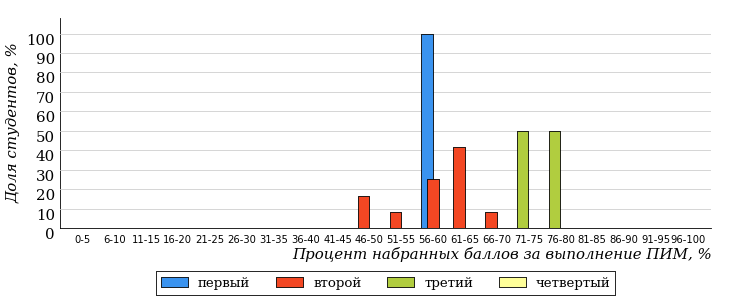 Доля студентов, %
100
90
80
70
60
50
40
30
20
10
0
0-5 6-10 11-15 16-20 21-25 26-30 31-35 36-40 41-45 46-50 51-55 56-60 61-65 66-70 71-75 76-80 81-85 86-90 91-95 96-100
Процент набранных баллов за выполнение ПИМ, %
первый второй третий четвертый